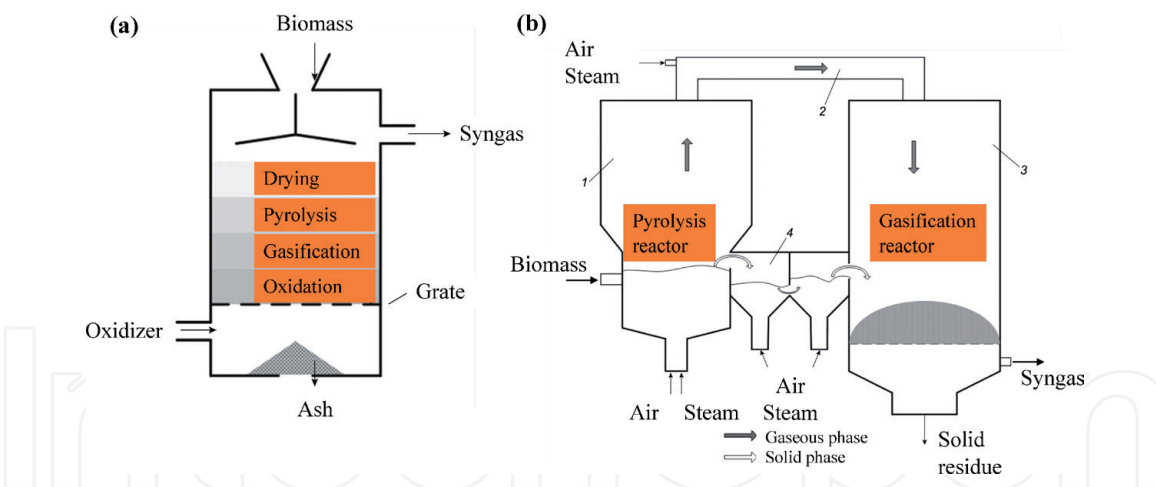 (a)
Biomass
Syngas
Drying
Pyrolysis
Gasification
Oxidation
Grate
Oxidizer
Ash
(b)
Air
Steam
2
1
3
Pyrolysis
reactor
4
Gasification
reactor
Biomass
Air Steam
Air
Steam
Syngas
Gaseous phase
Solid phase
Solid
residue